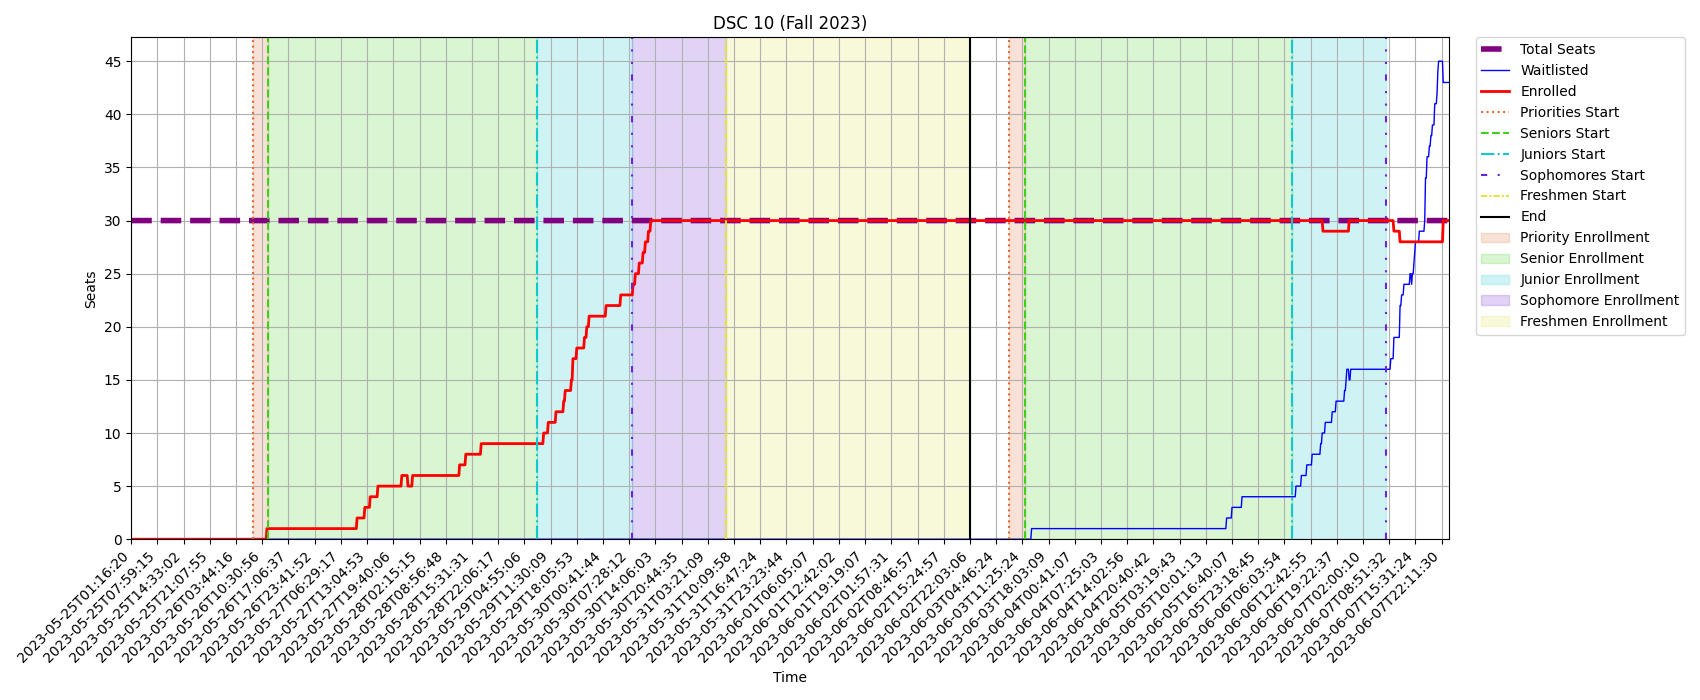 DSC 10 (Fall 2023)
Seats
45
40
35
30
25
20
15
10
5
0
2023-05-25T01:16:20
2023-05-25T07:59:15
2023-05-25T14:33:02
2023-05-25T21:07:55
2023-05-26T03:44:16
2023-05-26T10:30:56
2023-05-26T17:06:37
2023-05-26T23:41:52
2023-05-27T06:29:17
2023-05-27T13:04:53
2023-05-27T19:40:06
2023-05-28T02:15:15
2023-05-28T08:56:48
2023-05-28T15:31:31
2023-05-28T22:06:17
2023-05-29T04:55:06
2023-05-29T11:30:09
2023-05-29T18:05:53
2023-05-30T00:41:44
2023-05-30T07:28:12
2023-05-30T14:06:03
2023-05-30T20:44:35
2023-05-31T03:21:09
2023-05-31T10:09:58
2023-05-31T16:47:24
2023-05-31T23:23:44
2023-06-01T06:05:07
2023-06-01T12:42:02
2023-06-01T19:19:07
2023-06-02T01:57:31
2023-06-02T08:46:57
2023-06-02T15:24:57
2023-06-02T22:03:06
2023-06-03T04:46:24
2023-06-03T11:25:24
2023-06-03T18:03:09
2023-06-04T00:41:07
2023-06-04T07:25:03
2023-06-04T14:02:56
2023-06-04T20:40:42
2023-06-05T03:19:43
2023-06-05T10:01:13
2023-06-05T16:40:07
2023-06-05T23:18:45
2023-06-06T06:03:54
2023-06-06T12:42:55
2023-06-06T19:22:37
2023-06-07T02:00:10
2023-06-07T08:51:32
2023-06-07T15:31:24
2023-06-07T22:11:30
Time
Total Seats
Waitlisted
Enrolled
Priorities Start
Seniors Start
Juniors Start
Sophomores Start
Freshmen Start
End
Priority Enrollment
Senior Enrollment
Junior Enrollment
Sophomore Enrollment
Freshmen Enrollment